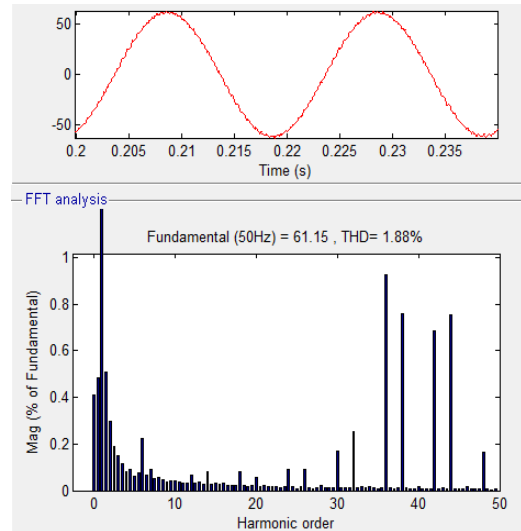 50
0
-50
0.2 0.205 0.21 0.215 0.22 0.225 0.23 0.235
Time (s)
FFT analysis
Fundamental (50Hz) = 61.15 , THD= 1.88%
1
0.8
0.6
0.4
0.2
0
Mag (% of Fundamental)
0 10 20 30 40 50
Harmonic order